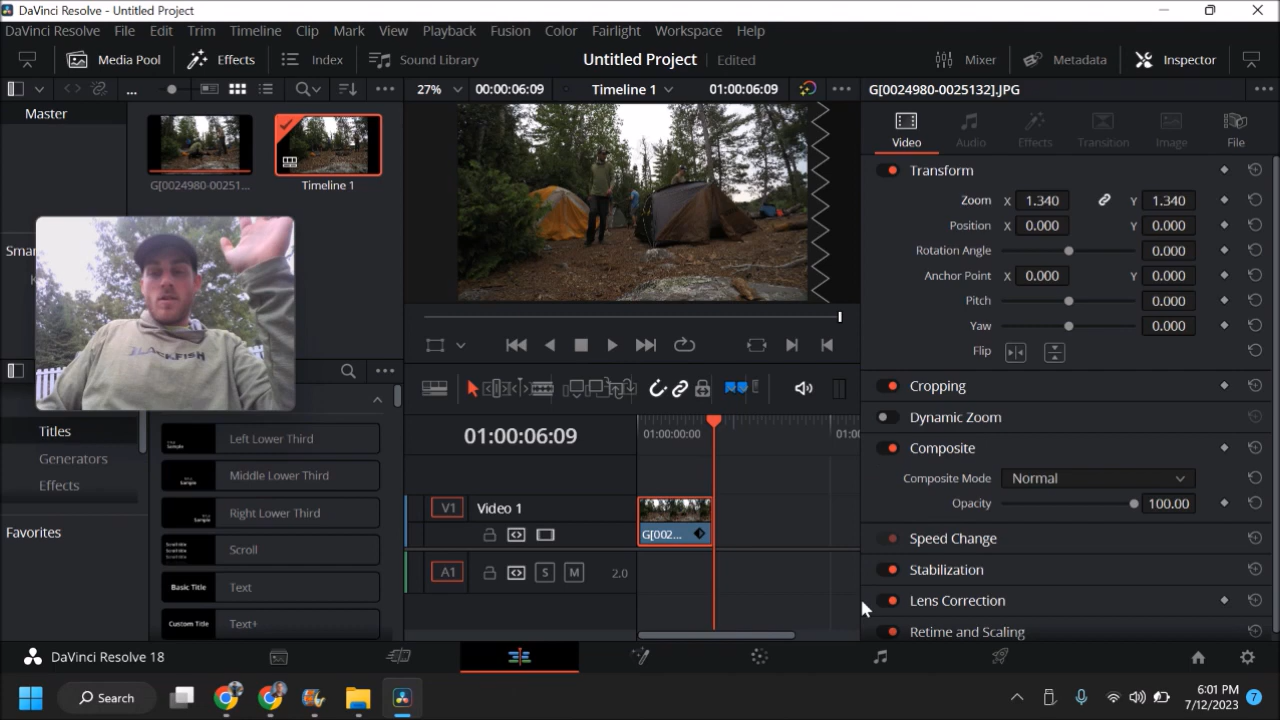 DaVinci Resolve - Untitled Project
DaVinci Resolve File Edit Trim Timeline Clip Mark View Playback Fusion Color Fairlight Workspace Help
Media Pool Effects Index Sound Library Untitled Project Edited Mixer Metadata Inspector
27% 00:00:06:09 Timeline 1 01:00:06:09 G[0024980-0025132].JPG
Master
G[0024980-00251... Timeline 1
Video Audio Effects Transition Image File
Transform
Zoom X 1.340 Y 1.340
Position X 0.000 Y 0.000
Rotation Angle 0.000
Anchor Point X 0.000 Y 0.000
Pitch 0.000
Yaw 0.000
Flip
Smar
BLACKFISH
Cropping
Dynamic Zoom
Composite
Composite Mode Normal
Opacity 100.00
Speed Change
Stabilization
Lens Correction
Retime and Scaling
Titles
Generators
Effects
Favorites
Left Lower Third
Middle Lower Third
Right Lower Third
Scroll
Basic Title Text
Custom Title Text+
01:00:06:09
01:00:00:00 01:00
V1 Video 1
G[002...
A1 S M 2.0
DaVinci Resolve 18
Search
6:01 PM
7/12/2023 7